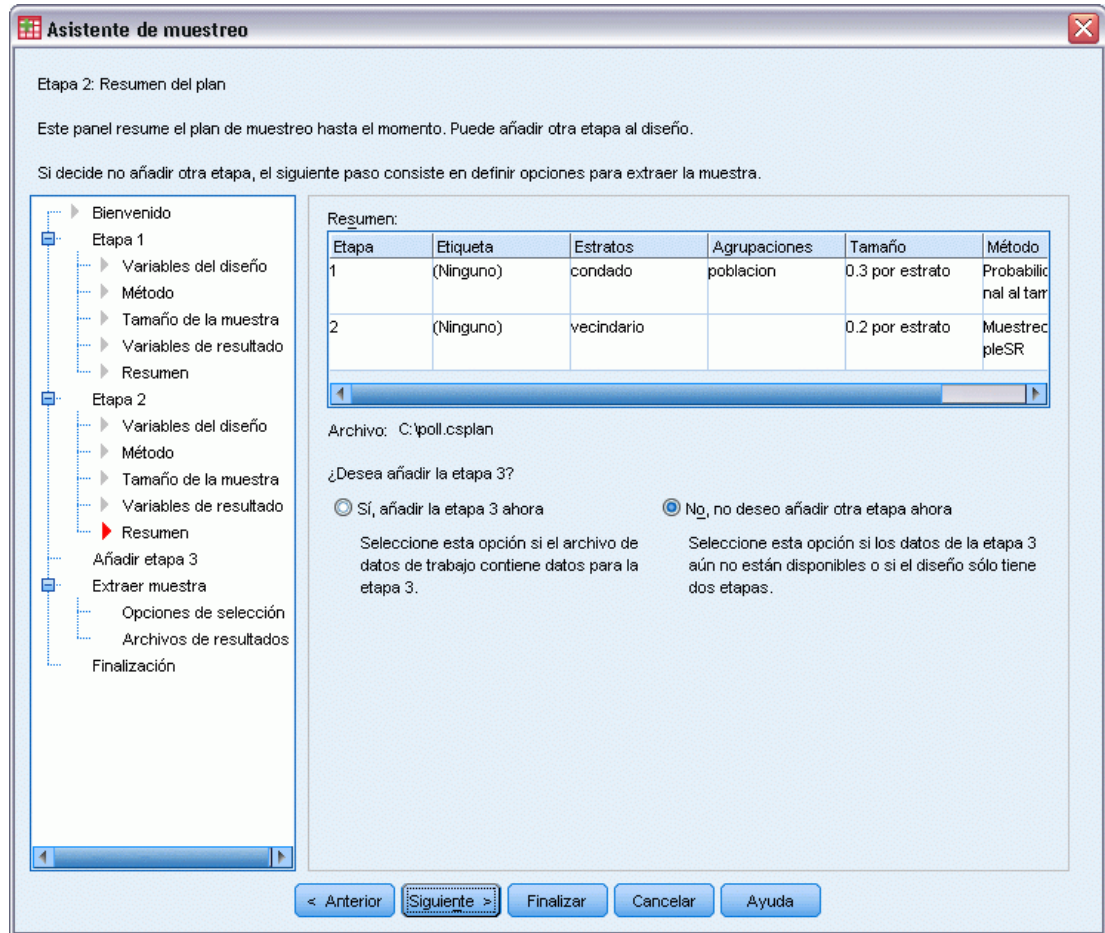 Asistente de muestreo
Etapa 2: Resumen del plan
Este panel resume el plan de muestreo hasta el momento. Puede añadir otra etapa al diseño.
Si decide no añadir otra etapa, el siguiente paso consiste en definir opciones para extraer la muestra.
Bienvenido
Etapa 1
Variables del diseño
Método
Tamaño de la muestra
Variables de resultado
Resumen
Etapa 2
Variables del diseño
Método
Tamaño de la muestra
Variables de resultado
Resumen
Añadir etapa 3
Extraer muestra
Opciones de selección
Archivos de resultados
Finalización
Resumen:
Etapa Etiqueta Estratos Agrupaciones Tamaño Método
1 (Ninguno) condado poblacion 0.3 por estrato Probabilic
nal al tam
2 (Ninguno) vecindario 0.2 por estrato Muestreo
pleSR
Archivo: C:\poll.csplan
¿Desea añadir la etapa 3?
Sí, añadir la etapa 3 ahora
Seleccione esta opción si el archivo de
datos de trabajo contiene datos para la
etapa 3.
No, no deseo añadir otra etapa ahora
Seleccione esta opción si los datos de la etapa 3
aún no están disponibles o si el diseño sólo tiene
dos etapas.
< Anterior Siguiente > Finalizar Cancelar Ayuda